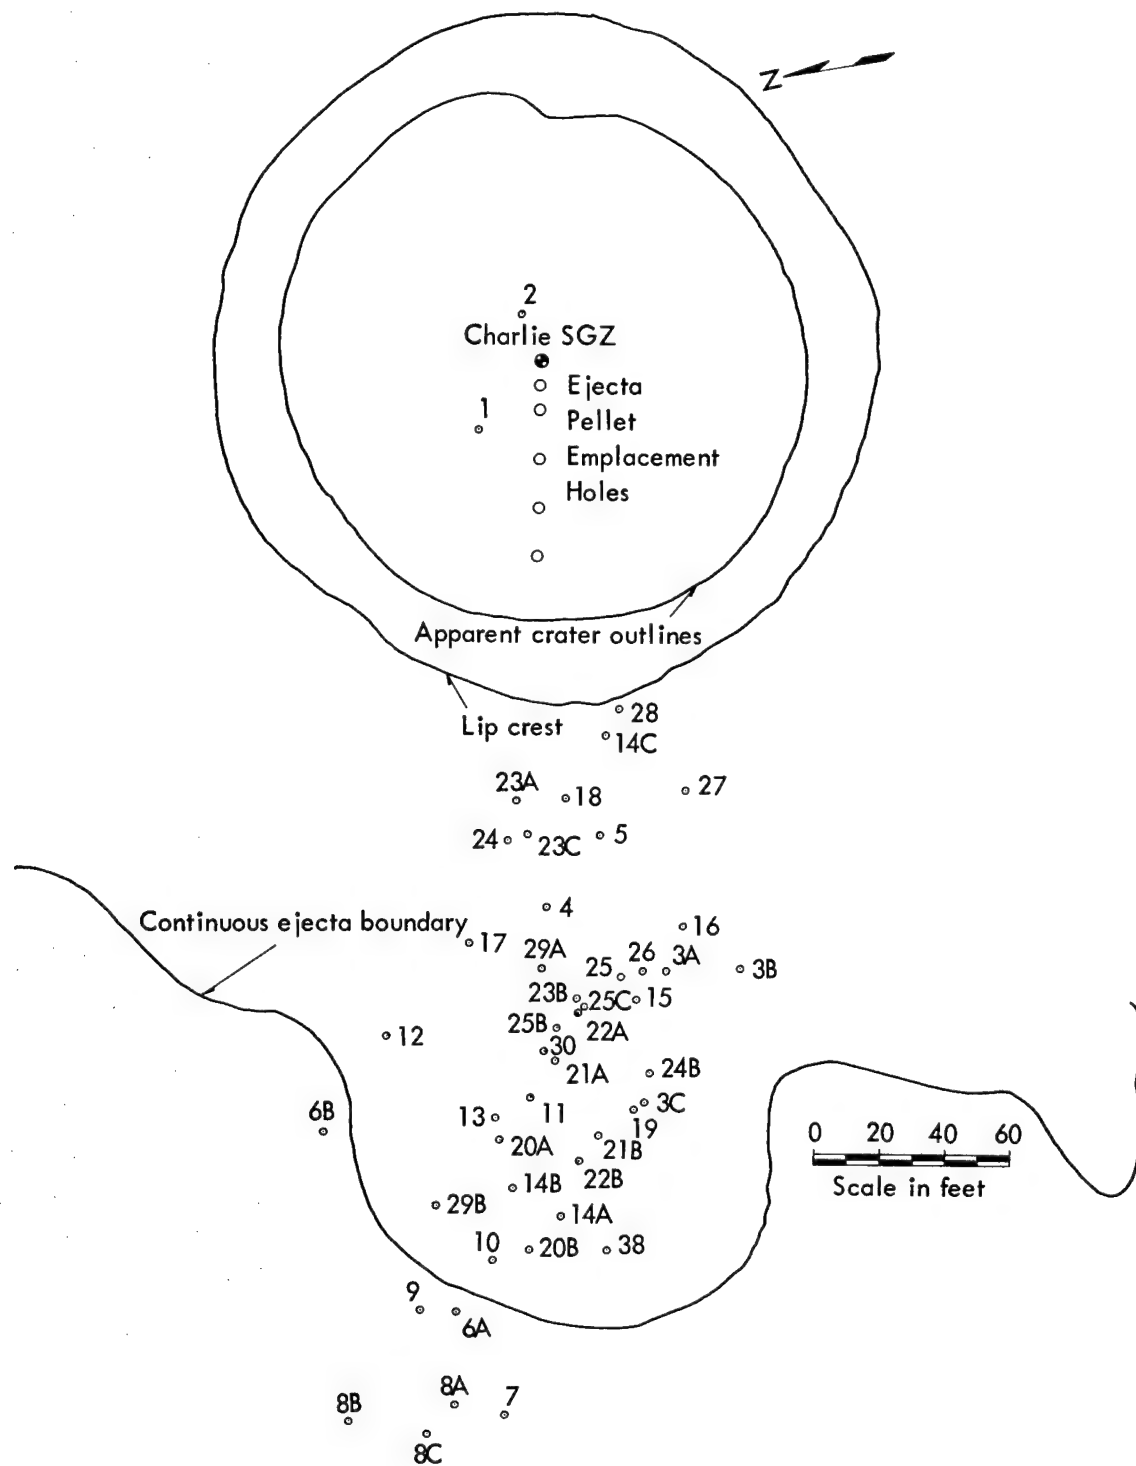 N
2
Charlie SGZ
Ejecta
1
Pellet
Emplacement
Holes
Apparent crater outlines
28
Lip crest
14C
23A
27
18
24
23C
5
4
Continuous ejecta boundary
16
17
29A
26
3A
25
3B
23B
25C
15
25B
22A
12
30
21A
24B
6B
13
11
3C
19
0 20 40 60
20A
21B
14B
22B
Scale in feet
29B
14A
10
20B
38
9
6A
8A
7
8B
8C